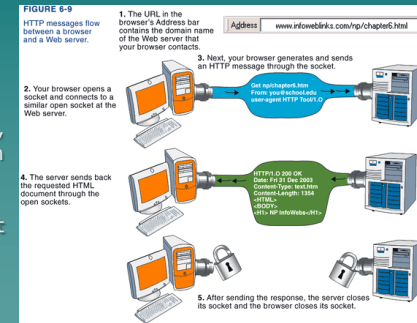 FIGURE 6-9
HTTP messages flow
between a browser
and a Web server.
1. The URL in the
browser's Address bar
contains the domain name
of the Web server that
your browser contacts.
Address www.infoweblinks.com/np/chapter6.html
2. Your browser opens a
socket and connects to a
similar open socket at the
Web server.
3. Next, your browser generates and sends
an HTTP message through the socket.
Get np/chapter6.htm
From: you@school.edu
user-agent HTTP Tool/1.O
4. The server sends back
the requested HTML
document through the
open sockets.
HTTP/1.O 200 OK
Date: Fri 31 Dec 2003
Content-Type: text.htm
Content-Length: 1354
<HTML>
<BODY>
<H1> NP InfoWebs</H1>
5. After sending the response, the server closes
its socket and the browser closes its socket.